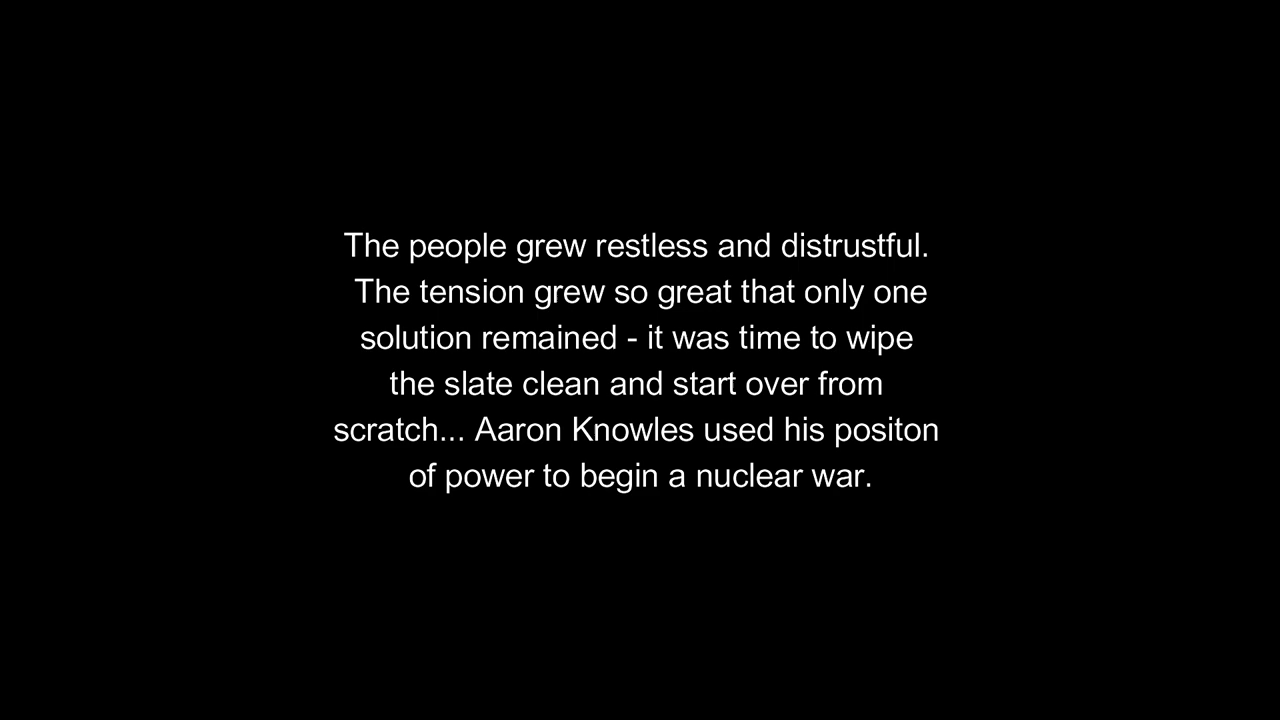 The people grew restless and distrustful.
The tension grew so great that only one
solution remained - it was time to wipe
the slate clean and start over from
scratch... Aaron Knowles used his positon
of power to begin a nuclear war.